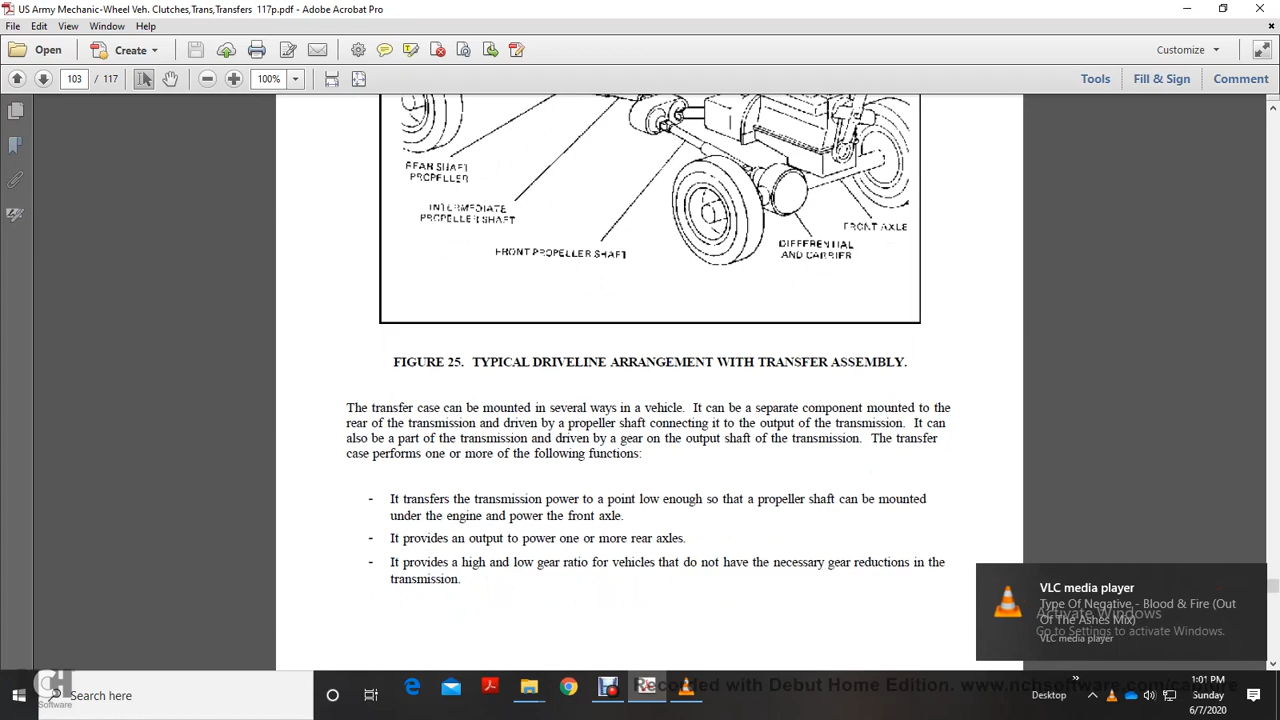 US Army Mechanic-Wheel Veh. Clutches,Trans,Transfers 117p.pdf - Adobe Acrobat Pro
File Edit View Window Help
Open Create Customize
103 / 117 100% Tools Fill & Sign Comment
REAR SHAFT
PROPELLER
INTERMEDIATE
PROPELLER SHAFT
FRONT PROPELLER SHAFT
FRONT AXLE
DIFFERENTIAL
AND CARRIER
FIGURE 25. TYPICAL DRIVELINE ARRANGEMENT WITH TRANSFER ASSEMBLY.
The transfer case can be mounted in several ways in a vehicle. It can be a separate component mounted to the
rear of the transmission and driven by a propeller shaft connecting it to the output of the transmission. It can
also be a part of the transmission and driven by a gear on the output shaft of the transmission. The transfer
case performs one or more of the following functions:
- It transfers the transmission power to a point low enough so that a propeller shaft can be mounted
under the engine and power the front axle.
- It provides an output to power one or more rear axles.
- It provides a high and low gear ratio for vehicles that do not have the necessary gear reductions in the
transmission.
VLC media player
Type Of Negative - Blood & Fire (Out
Of The Ashes Mix)
VLC media player
Activate Windows
Go to Settings to activate Windows.
Recorded with Debut Home Edition. www.nchsoftware.com/capture
NCH
Software
Search here
Desktop
1:01 PM
Sunday
6/7/2020